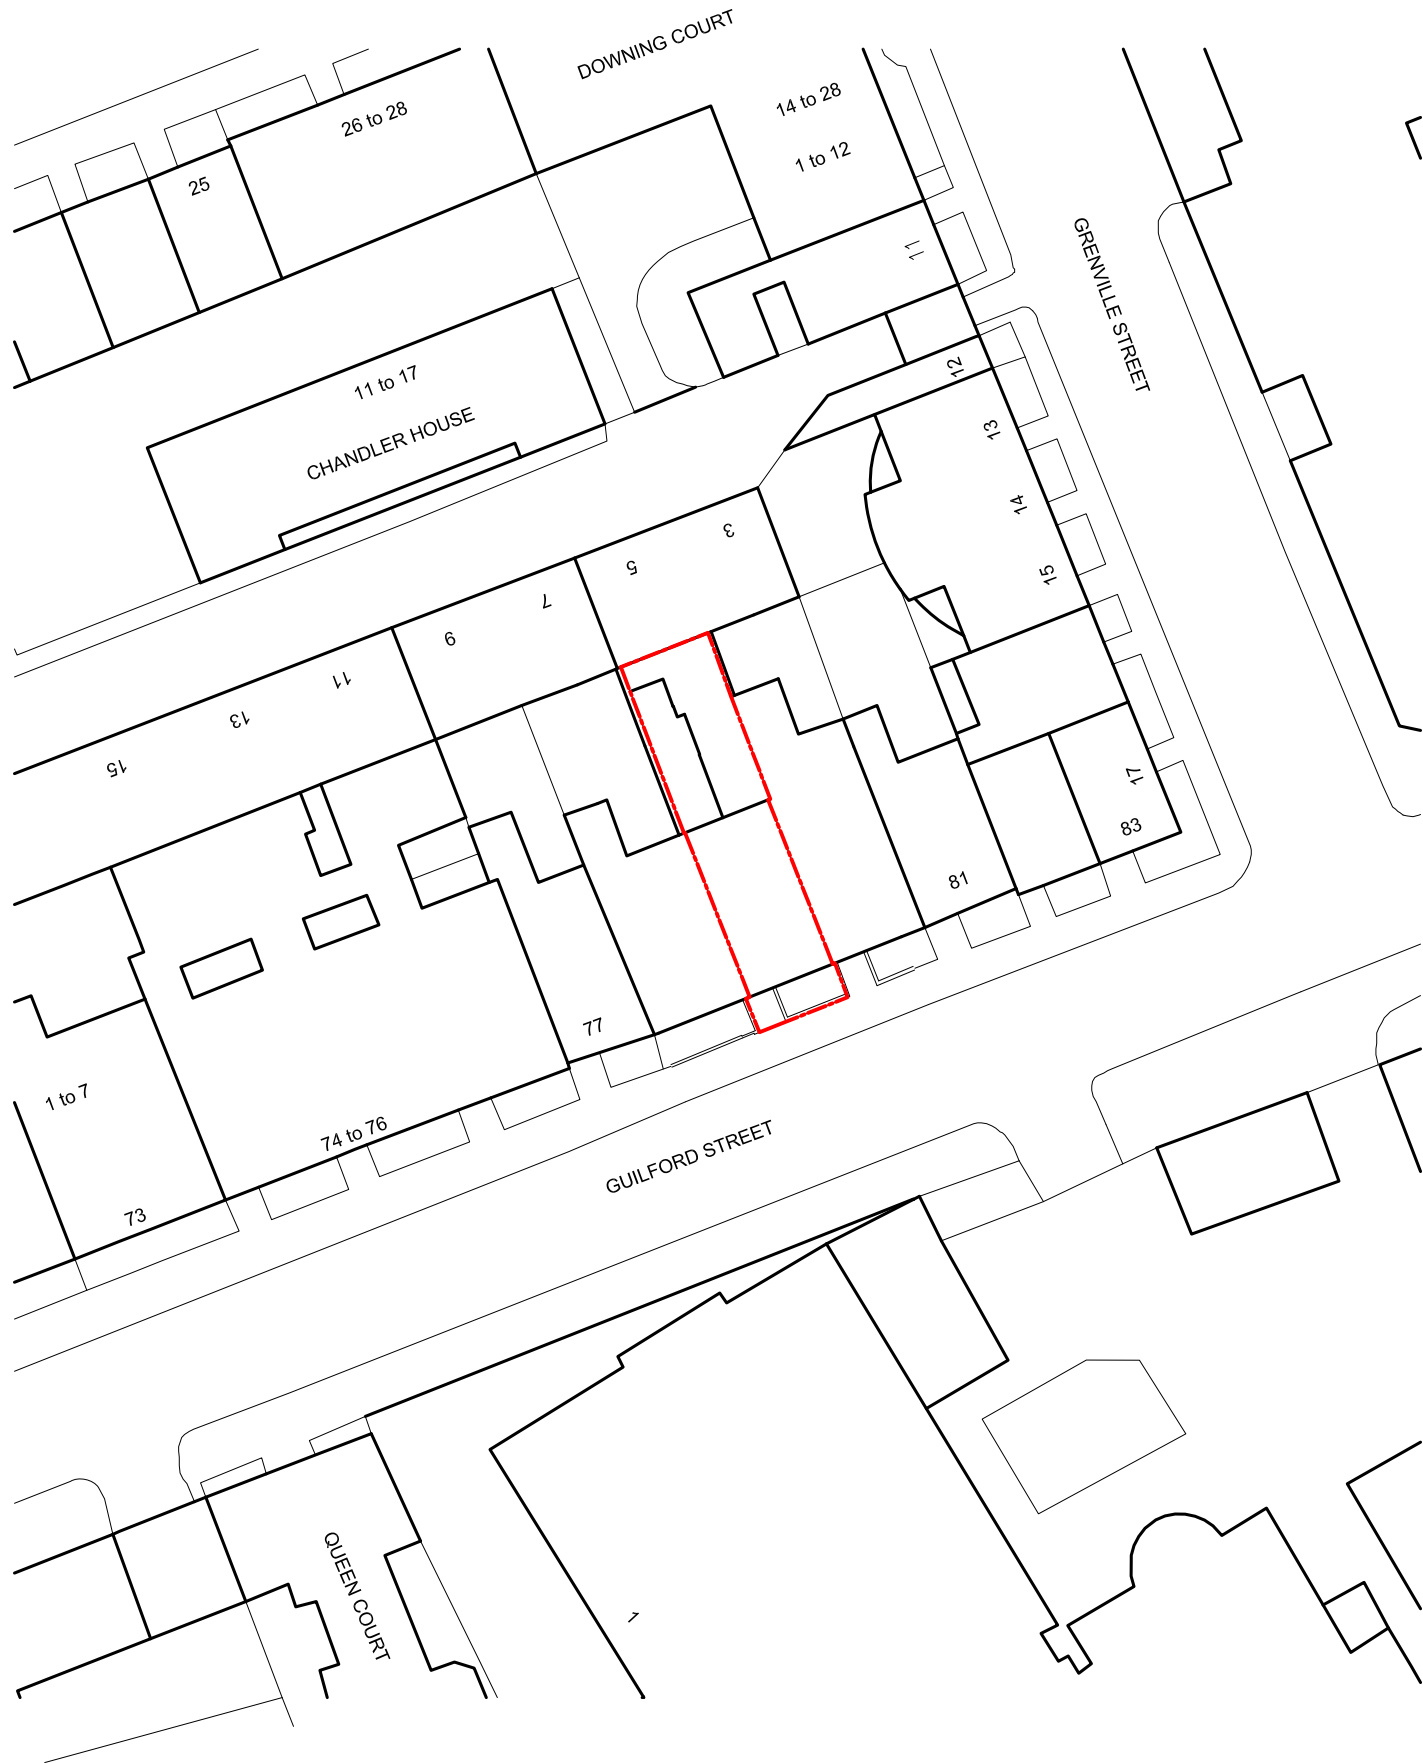 DOWNING COURT
26 to 28
14 to 28
1 to 12
25
11
GRENVILLE STREET
11 to 17
CHANDLER HOUSE
12
13
14
15
3
5
7
9
11
13
15
17
83
81
77
1 to 7
74 to 76
73
GUILFORD STREET
QUEEN COURT
1